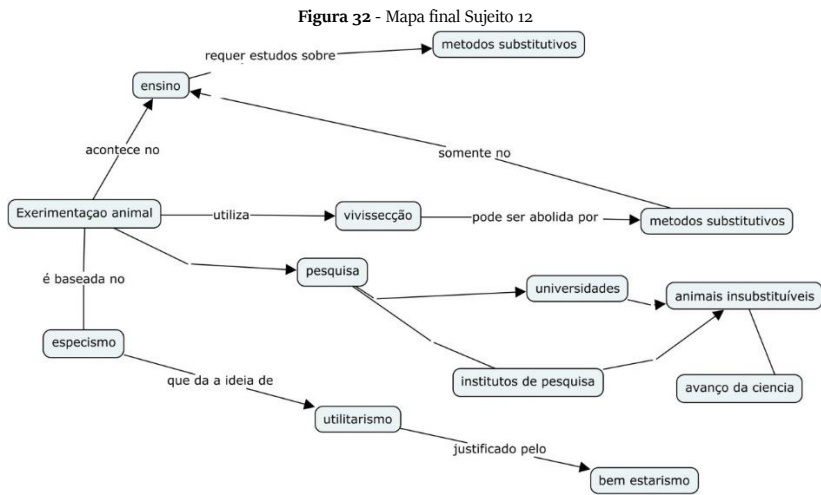 Figura 32 - Mapa final Sujeito 12
metodos substitutivos
requer estudos sobre
ensino
acontece no
somente no
Exerimentaçao animal
utiliza
vivissecção
pode ser abolida por
metodos substitutivos
é baseada no
pesquisa
universidades
animais insubstituíveis
especismo
que da a ideia de
institutos de pesquisa
avanço da ciencia
utilitarismo
justificado pelo
bem estarismo